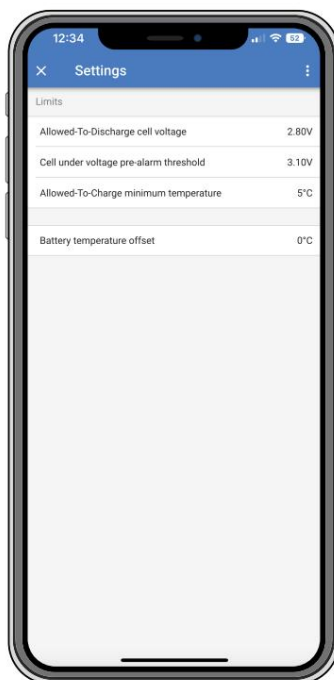 12:34
52
Settings
Limits
Allowed-To-Discharge cell voltage 2.80V
Cell under voltage pre-alarm threshold 3.10V
Allowed-To-Charge minimum temperature 5°C
Battery temperature offset 0°C